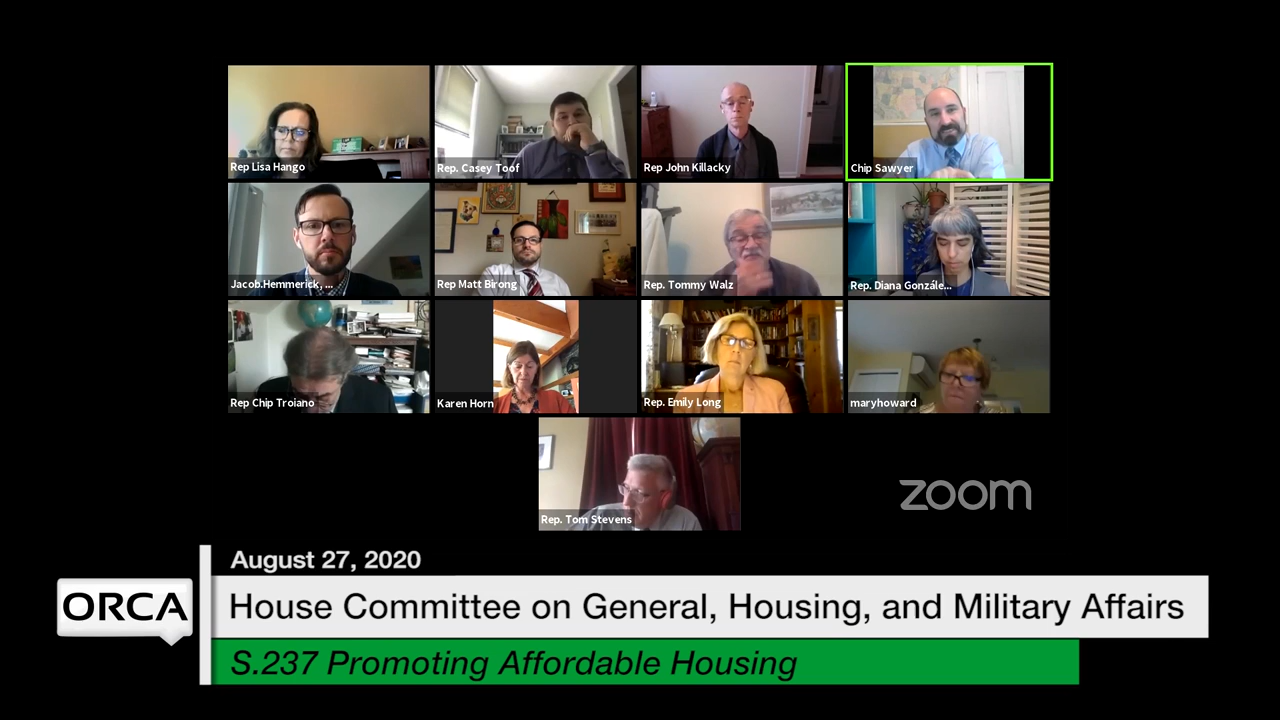 Rep Lisa Hango
Rep. Casey Toof
Rep John Killacky
Chip Sawyer
Jacob.Hemmerick, ...
Rep Matt Birong
Rep. Tommy Walz
Rep. Diana Gonzále...
Rep Chip Troiano
Karen Horn
Rep. Emily Long
maryhoward
Rep. Tom Stevens
zoom
August 27, 2020
ORCA
House Committee on General, Housing, and Military Affairs
S.237 Promoting Affordable Housing